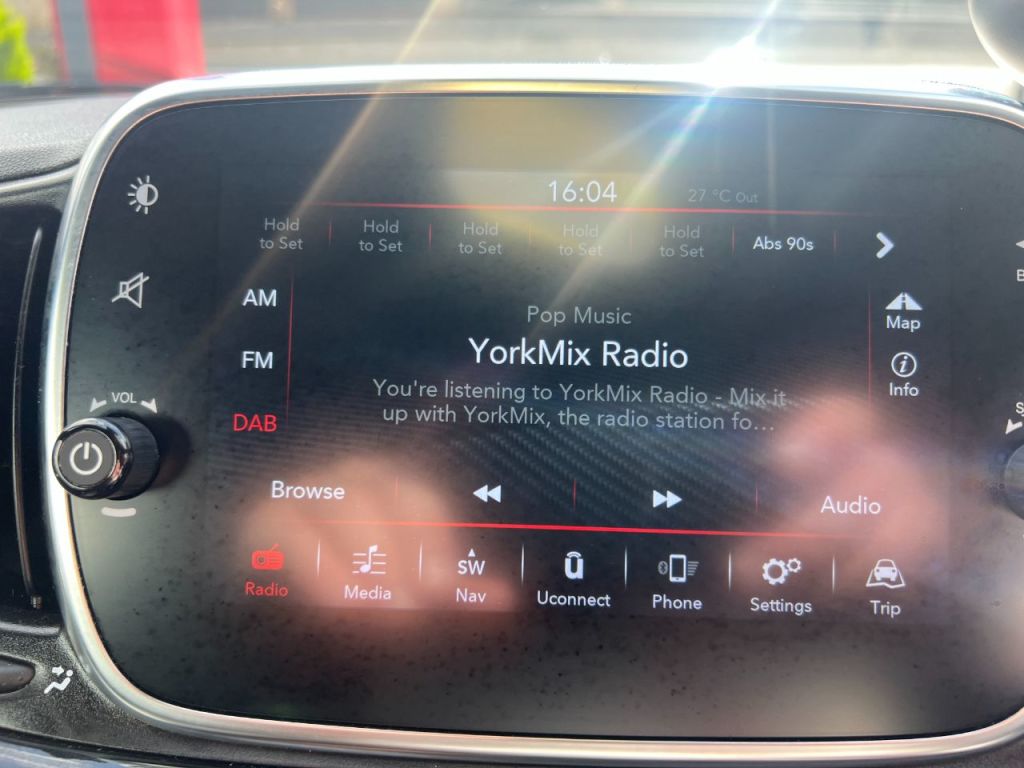 16:04
27 °C Out
Hold to Set
Hold to Set
Hold to Set
Hold to Set
Hold to Set
Abs 90s
AM
Pop Music
Map
YorkMix Radio
FM
Info
You're listening to YorkMix Radio - Mix it
up with YorkMix, the radio station fo...
VOL
DAB
Browse
Audio
Radio
Media
SW
Nav
Uconnect
Phone
Settings
Trip